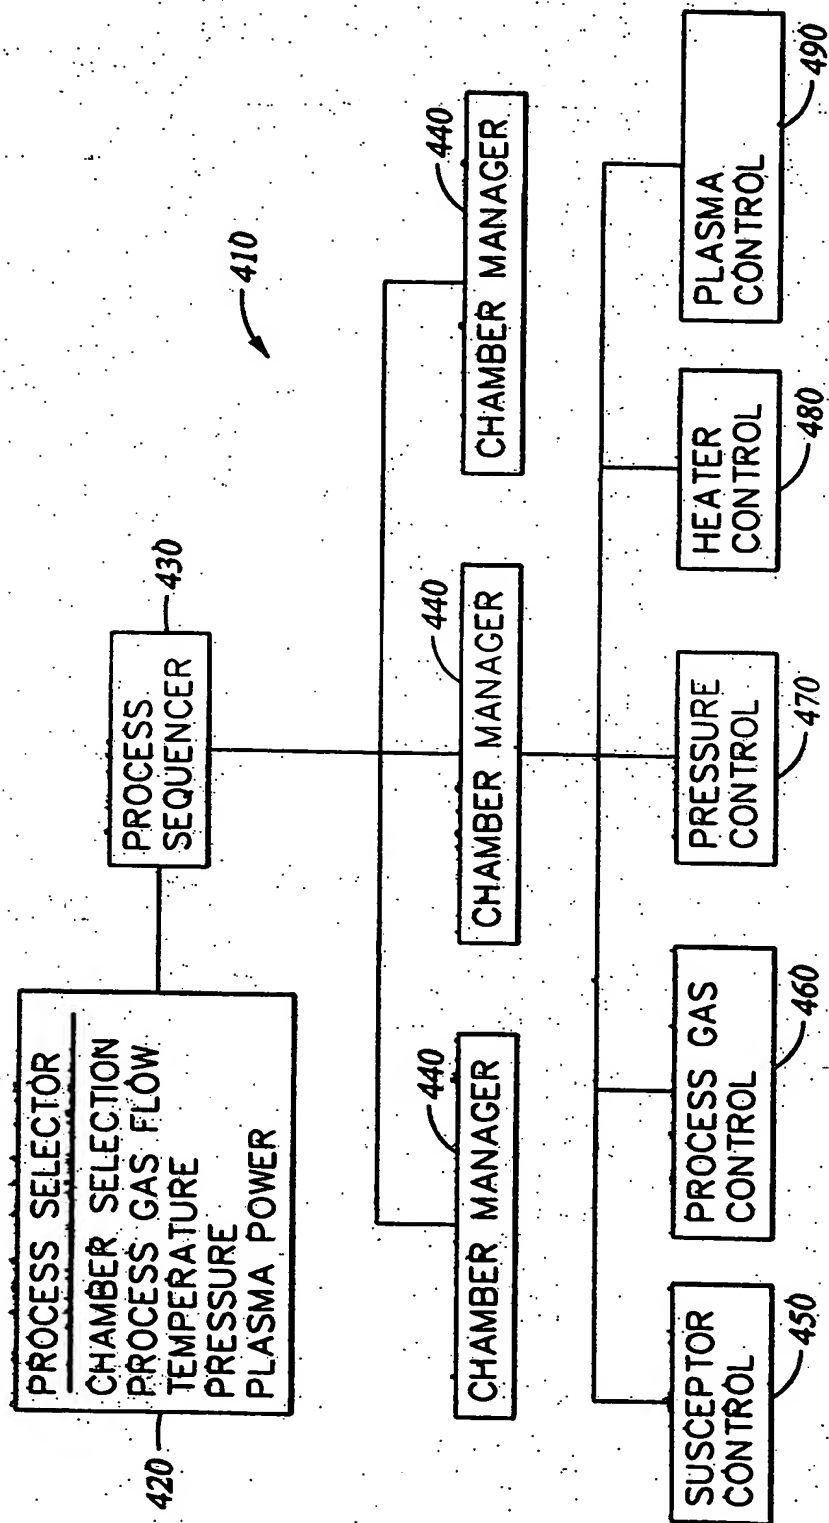 PROCESS SELECTOR
CHAMBER SELECTION
PROCESS GAS FLOW
TEMPERATURE
PRESSURE
PLASMA POWER
420
PROCESS
SEQUENCER
430
410
CHAMBER MANAGER
440
CHAMBER MANAGER
440
CHAMBER MANAGER
440
SUSCEPTOR
CONTROL
450
PROCESS GAS
CONTROL
460
PRESSURE
CONTROL
470
HEATER
CONTROL
480
PLASMA
CONTROL
490